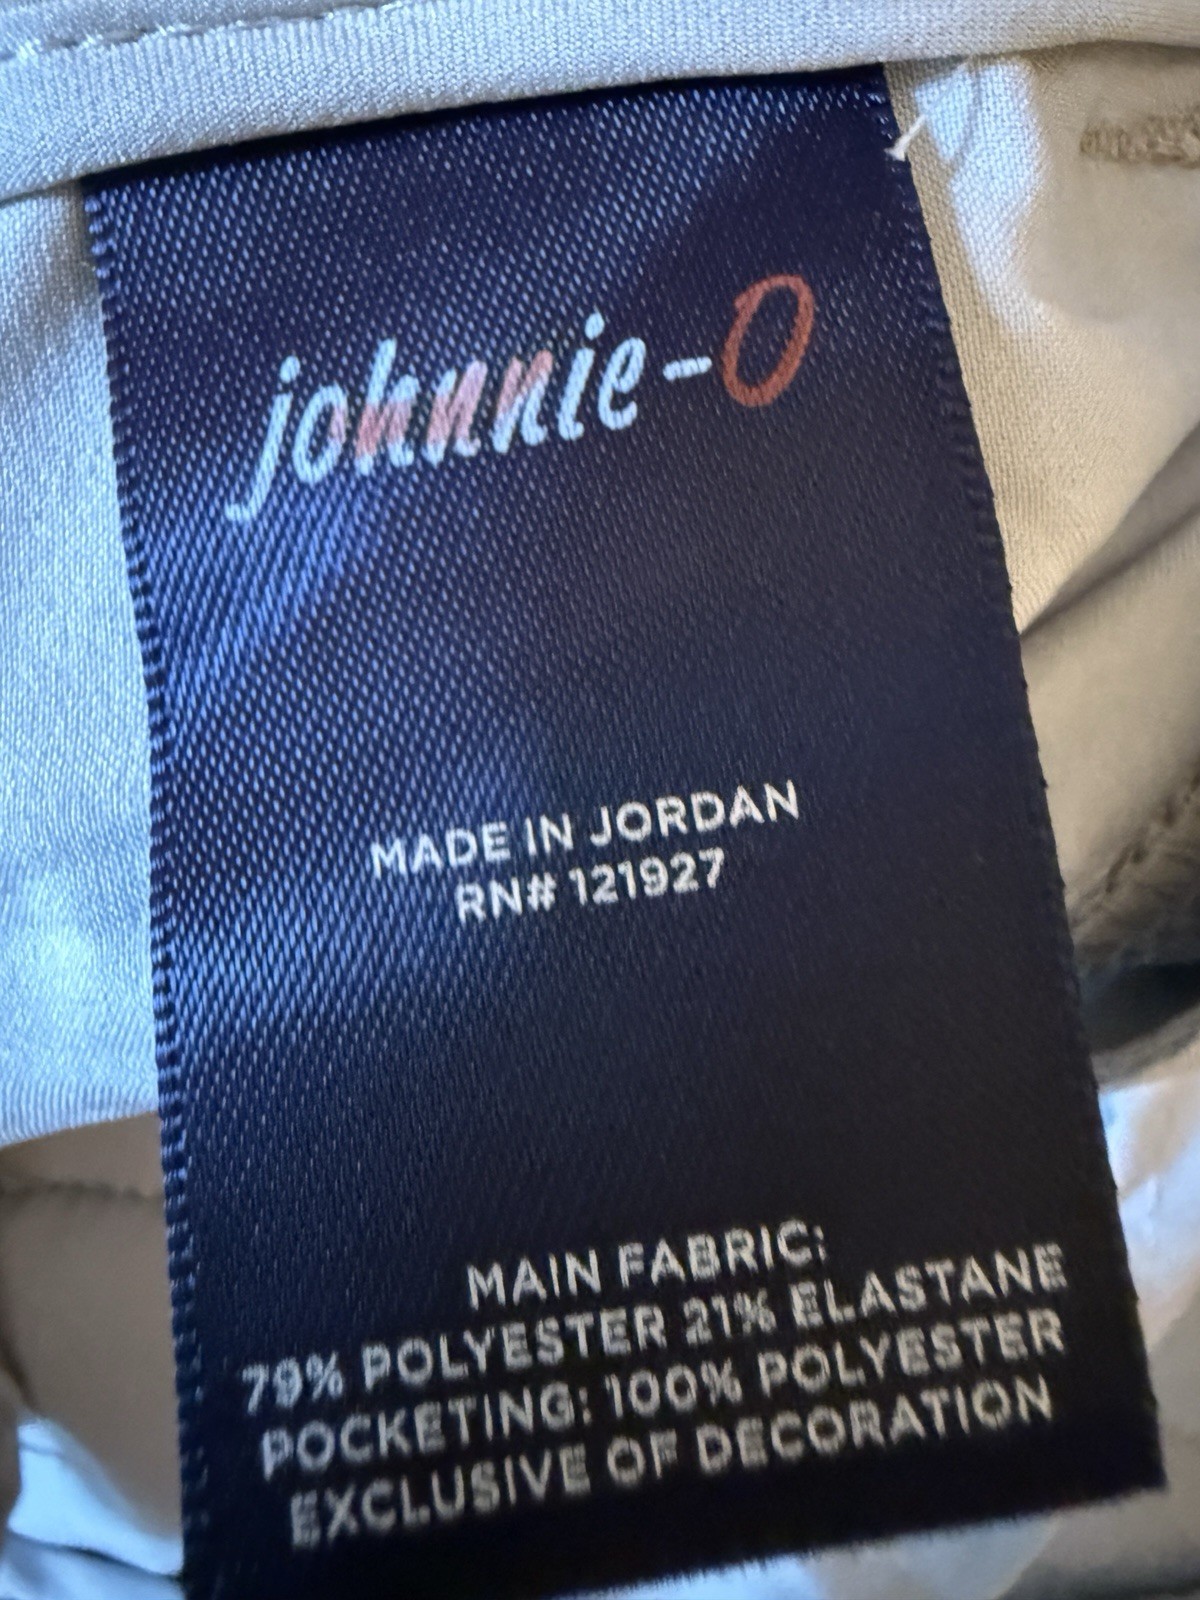 johnnie-O
MADE IN JORDAN
RN# 121927
MAIN FABRIC:
79% POLYESTER 21% ELASTANE
POCKETING: 100% POLYESTER
EXCLUSIVE OF DECORATION